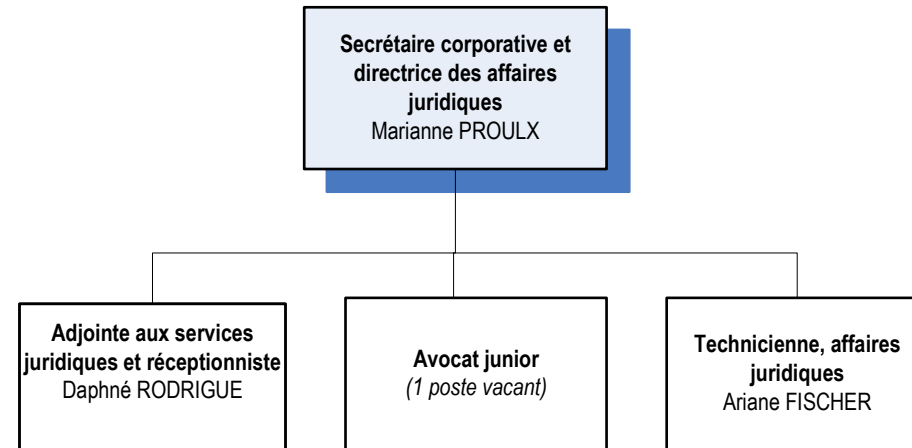 Secrétaire corporative et
directrice des affaires
juridiques
Marianne PROULX
Adjointe aux services
juridiques et réceptionniste
Daphné RODRIGUE
Avocat junior
(1 poste vacant)
Technicienne, affaires
juridiques
Ariane FISCHER